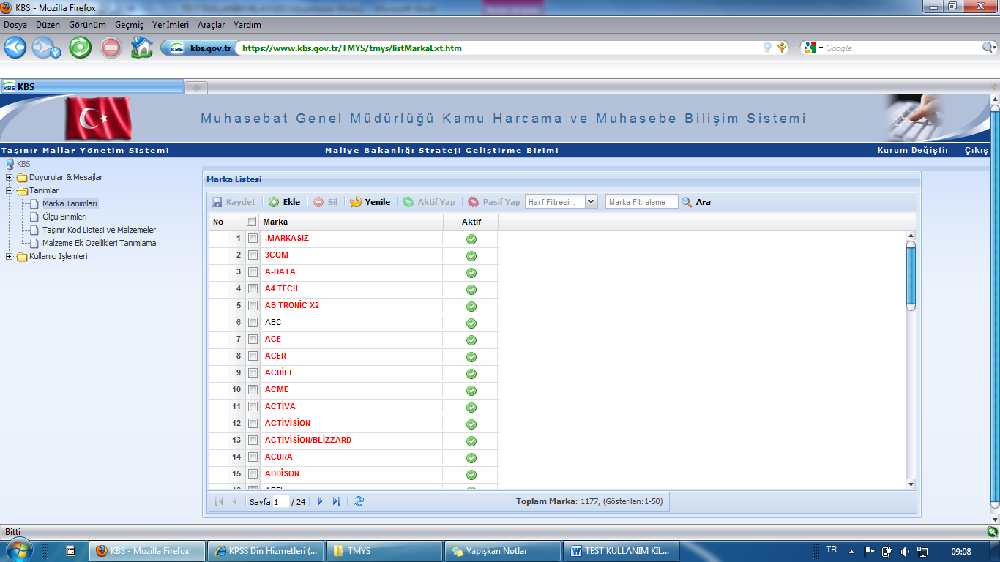 KBS - Mozilla Firefox
Dosya Düzen Görünüm Geçmiş Yer İmleri Araçlar Yardım
KBS kbs.gov.tr https://www.kbs.gov.tr/TMYS/tmys/listMarkaExt.htm Google
KBS KBS
Muhasebat Genel Müdürlüğü Kamu Harcama ve Muhasebe Bilişim Sistemi
Taşınır Mallar Yönetim Sistemi Maliye Bakanlığı Strateji Geliştirme Birimi Kurum Değiştir Çıkış
KBS
Duyurular & Mesajlar
Tanımlar
Marka Tanımları
Ölçü Birimleri
Taşınır Kod Listesi ve Malzemeler
Malzeme Ek Özellikleri Tanımlama
Kullanıcı İşlemleri
Marka Listesi
Kaydet Ekle Sil Yenile Aktif Yap Pasif Yap Harf Filtresi... Marka Filtreleme Ara
No Marka Aktif
1 .MARKASIZ
2 3COM
3 A-DATA
4 A4 TECH
5 AB TRONİC X2
6 ABC
7 ACE
8 ACER
9 ACHİLL
10 ACME
11 ACTİVA
12 ACTİVİSİON
13 ACTİVİSİON/BLİZZARD
14 ACURA
15 ADDİSON
Sayfa 1 / 24 Toplam Marka: 1177, (Gösterilen:1-50)
Bitti
KBS - Mozilla Firefox KPSS Din Hizmetleri (... TMYS Yapışkan Notlar TEST KULLANIM KIL... TR 09:08